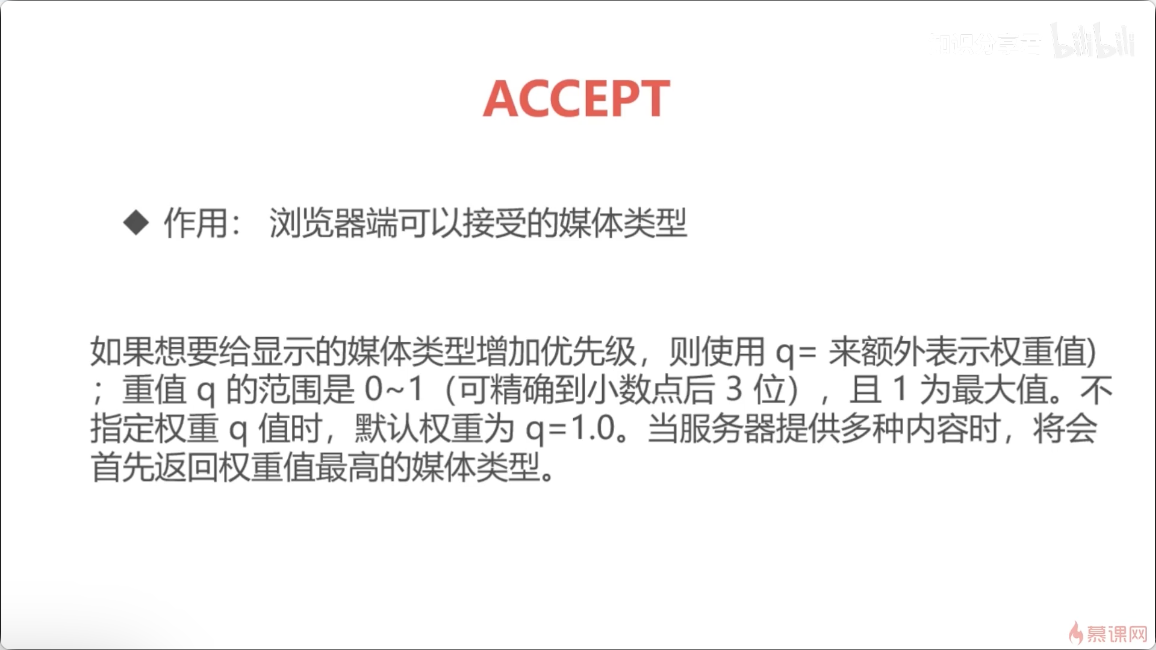 bilibili
ACCEPT
◆ 作用： 浏览器端可以接受的媒体类型
如果想要给显示的媒体类型增加优先级，则使用 q= 来额外表示权重值)
；重值 q 的范围是 0~1（可精确到小数点后 3 位），且 1 为最大值。不
指定权重 q 值时，默认权重为 q=1.0。当服务器提供多种内容时，将会
首先返回权重值最高的媒体类型。
慕课网